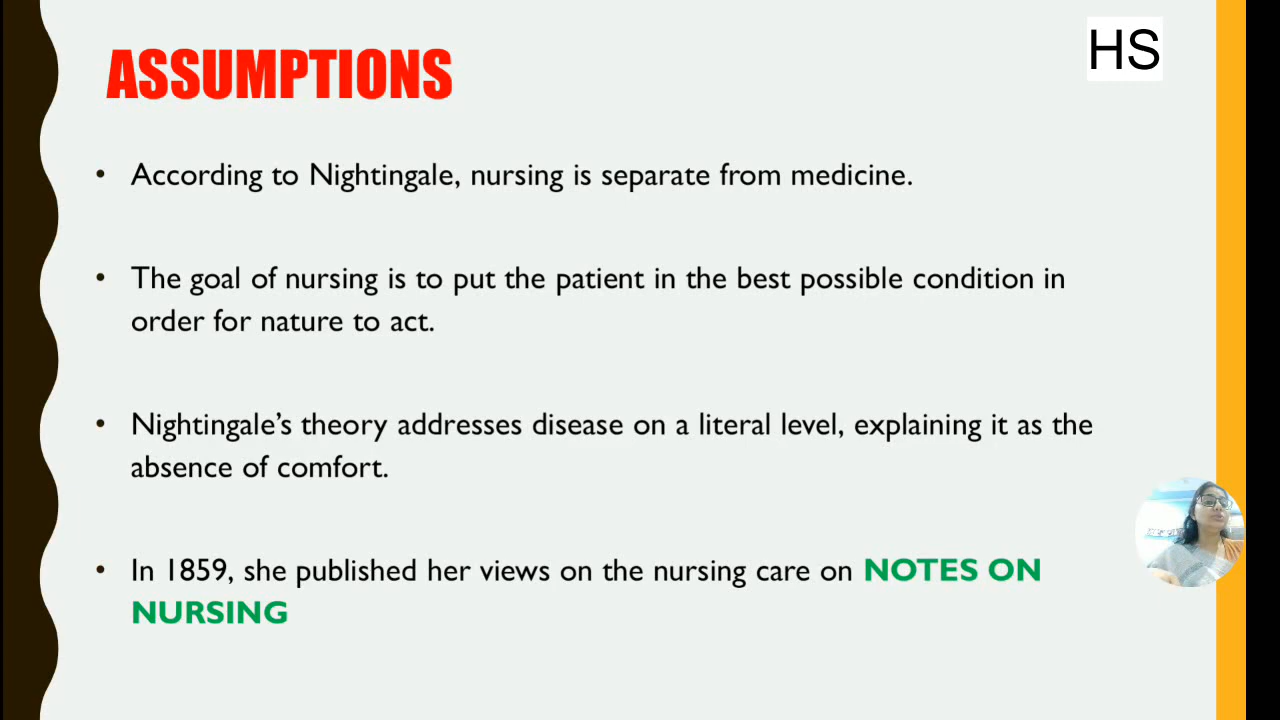 ASSUMPTIONS
HS
• According to Nightingale, nursing is separate from medicine.
• The goal of nursing is to put the patient in the best possible condition in
order for nature to act.
• Nightingale’s theory addresses disease on a literal level, explaining it as the
absence of comfort.
• In 1859, she published her views on the nursing care on NOTES ON
NURSING